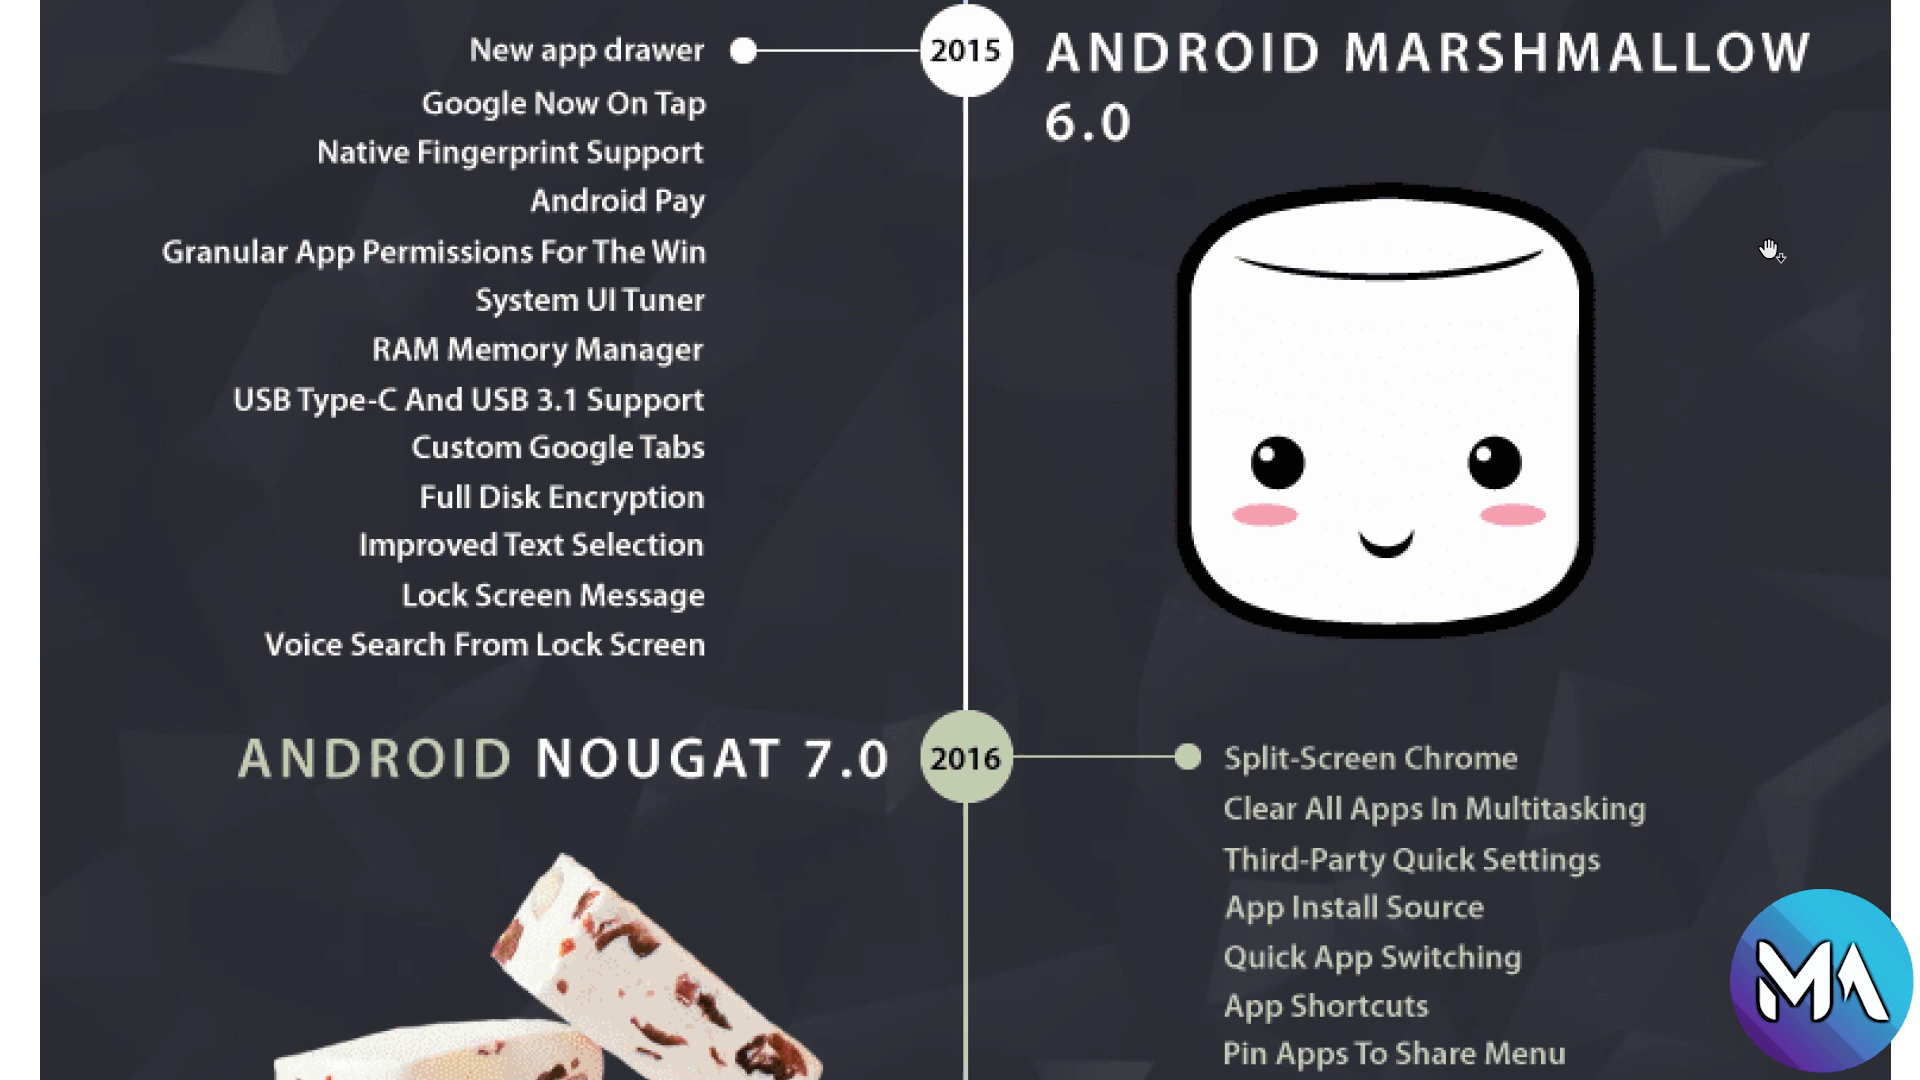 2015
ANDROID MARSHMALLOW
6.0
New app drawer
Google Now On Tap
Native Fingerprint Support
Android Pay
Granular App Permissions For The Win
System UI Tuner
RAM Memory Manager
USB Type-C And USB 3.1 Support
Custom Google Tabs
Full Disk Encryption
Improved Text Selection
Lock Screen Message
Voice Search From Lock Screen
ANDROID NOUGAT 7.0
2016
Split-Screen Chrome
Clear All Apps In Multitasking
Third-Party Quick Settings
App Install Source
Quick App Switching
App Shortcuts
Pin Apps To Share Menu
MA